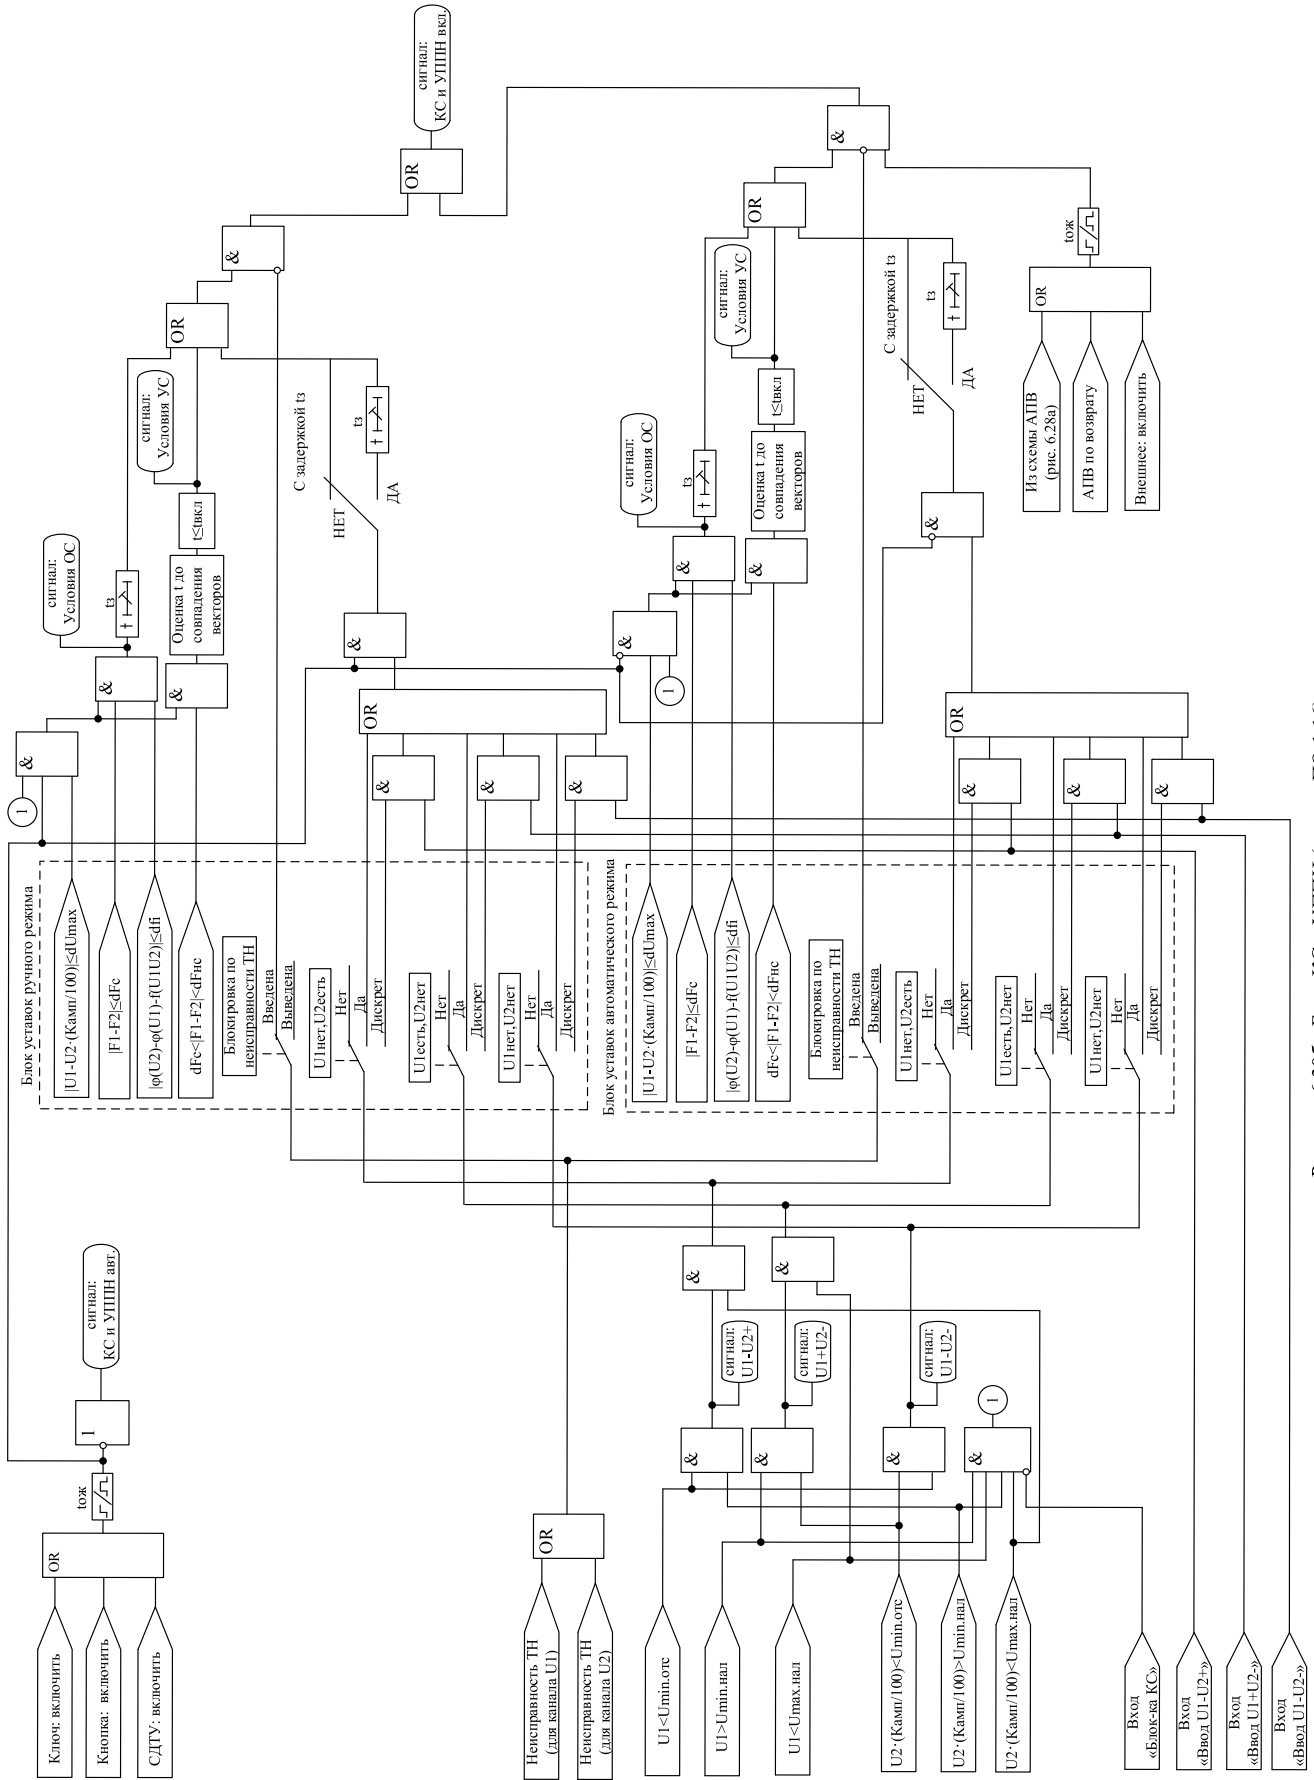 Ключ: включить
Кнопка: включить
СДТУ: включить
OR
tож
1
сигнал:
КС и УППН авт.
Неисправность ТН
(для канала U1)
Неисправность ТН
(для канала U2)
OR
U1<Umin.отс
U1>Umin.нал
U1<Umax.нал
U2·(Kамп/100)<Umin.отс
U2·(Kамп/100)>Umin.нал
U2·(Kамп/100)<Umax.нал
Вход
«Блок-ка КС»
Вход
«Ввод U1-U2+»
Вход
«Ввод U1+U2-»
Вход
«Ввод U1-U2-»
&
&
&
&
1
сигнал:
U1-U2+
сигнал:
U1+U2-
сигнал:
U1-U2-
&
&
Блок уставок ручного режима
|U1-U2·(Kамп/100)|≤dUmax
|F1-F2|≤dFc
|φ(U2)-φ(U1)-f(U1U2)|≤dfi
dFc<|F1-F2|<dFнс
Блокировка по
неисправности ТН
Введена
Выведена
U1нет,U2есть
Нет
Да
Дискрет
U1есть,U2нет
Нет
Да
Дискрет
U1нет,U2нет
Нет
Да
Дискрет
Блок уставок автоматического режима
|U1-U2·(Kамп/100)|≤dUmax
|F1-F2|≤dFc
|φ(U2)-φ(U1)-f(U1U2)|≤dfi
dFc<|F1-F2|<dFнс
Блокировка по
неисправности ТН
Введена
Выведена
U1нет,U2есть
Нет
Да
Дискрет
U1есть,U2нет
Нет
Да
Дискрет
U1нет,U2нет
Нет
Да
Дискрет
1
&
&
&
сигнал:
Условия ОС
tз
Оценка t до
совпадения
векторов
t≤tвкл
сигнал:
Условия УС
&
&
&
OR
&
НЕТ
ДА
С задержкой tз
tз
OR
&
OR
сигнал:
КС и УППН вкл.
1
&
&
&
сигнал:
Условия ОС
tз
Оценка t до
совпадения
векторов
t≤tвкл
сигнал:
Условия УС
&
&
&
OR
&
НЕТ
ДА
С задержкой tз
tз
OR
&
Из схемы АПВ
(рис. 6.28а)
АПВ по возврату
Внешнее: включить
OR
tож